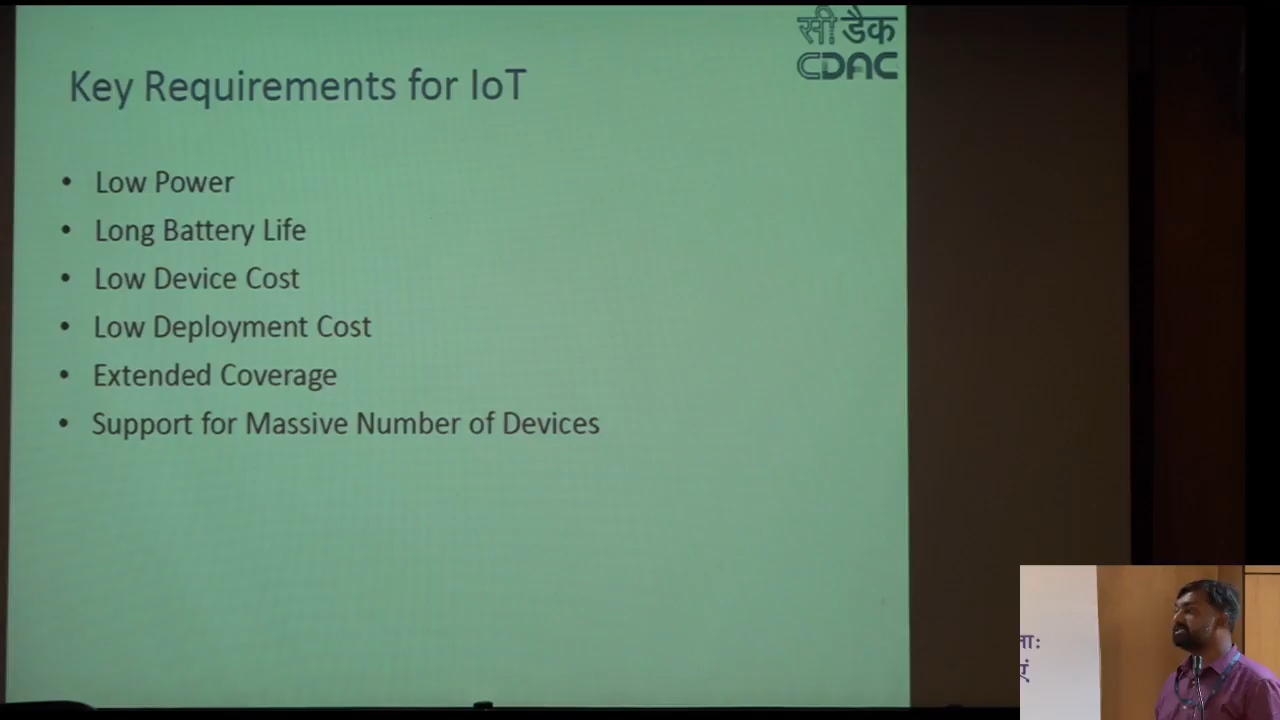 सी डैक
CDAC
Key Requirements for IoT
• Low Power
• Long Battery Life
• Low Device Cost
• Low Deployment Cost
• Extended Coverage
• Support for Massive Number of Devices